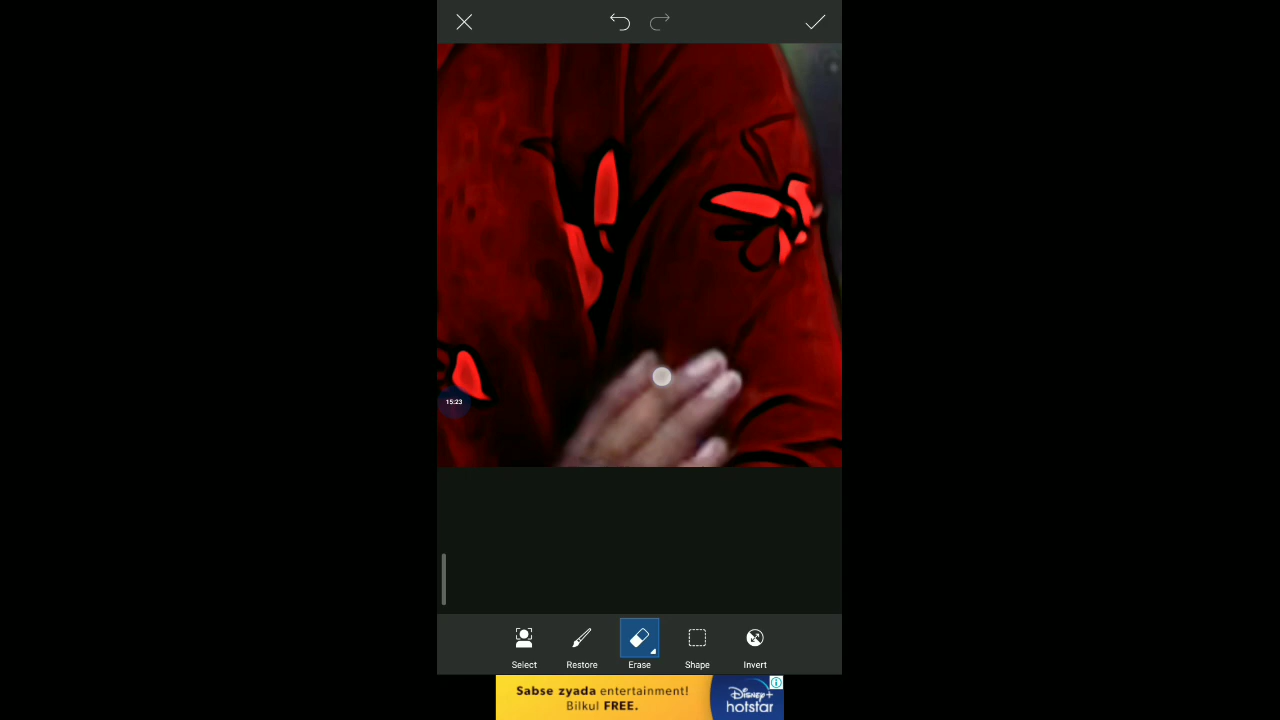 15:23
Select Restore Erase Shape Invert
Sabse zyada entertainment!
Bilkul FREE.
Disney+
hotstar